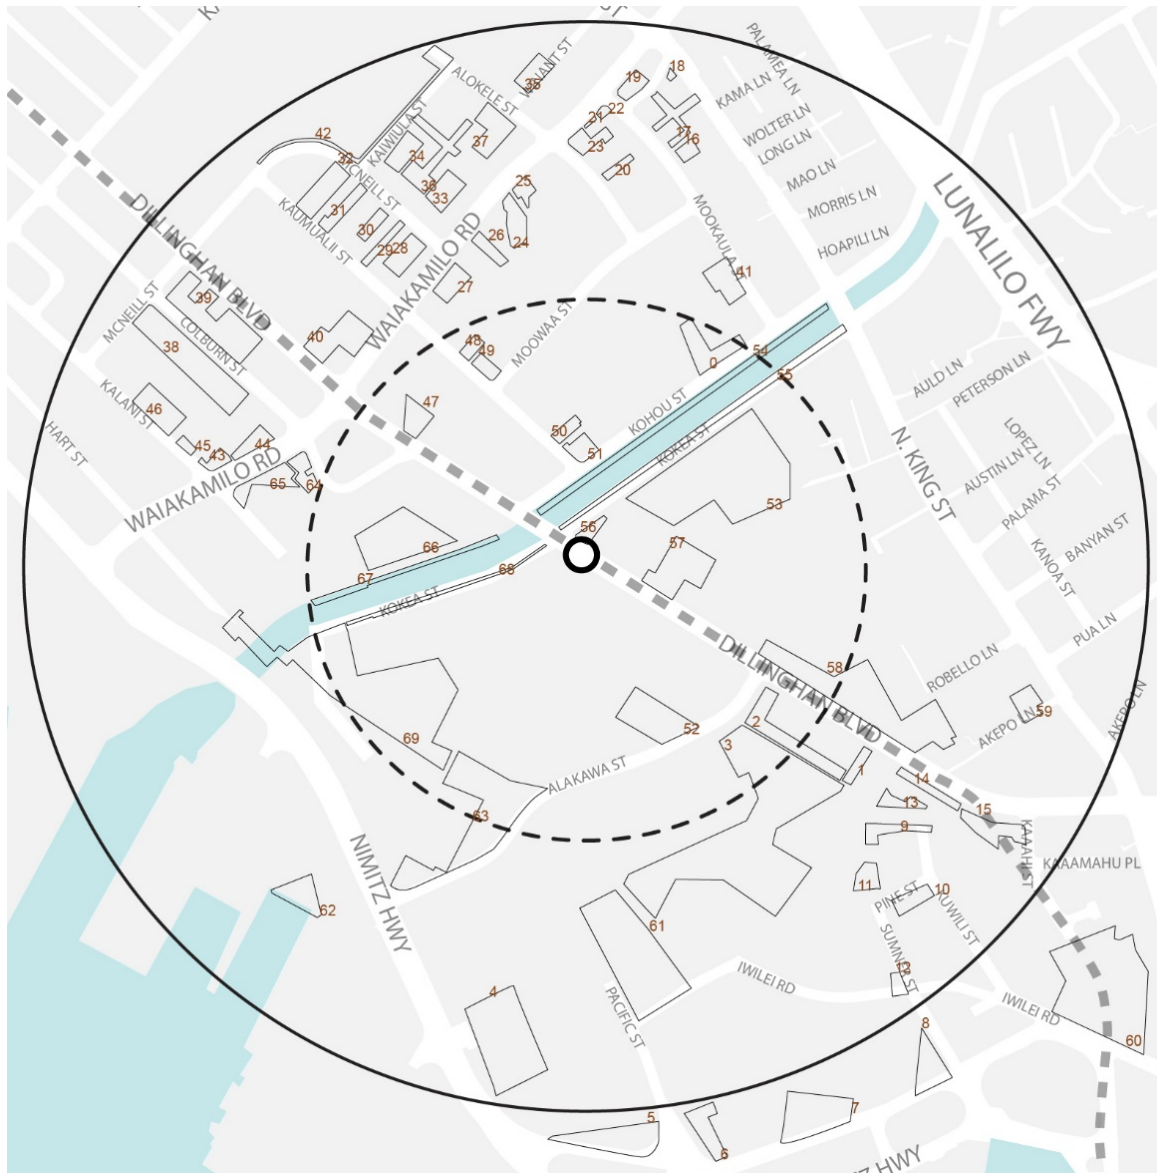 ST
PALAMEA LN
ALOKELE ST
35
18
19
KAMA LN
22
21
WOLTER LN
LONG LN
42
KAIWIULA ST
37
17
16
23
34
32
MCNEILL ST
20
MAO LN
36
33
25
MORRIS LN
LUNALILO FWY
DILLINGHAN BLVD
KAUMUALII ST
31
30
29
28
WAIAKAMILO RD
26
24
MOOKAULA
HOAPILI LN
41
27
MCNEILL ST
39
COLBURN ST
38
40
48
49
MOOWAA ST
54
0
55
AULD LN
PETERSON LN
KALANI ST
46
47
KOHOU ST
KOKEA ST
50
51
HART ST
45
43
44
65
64
WAIAKAMILO RD
N. KING ST
LOPEZ LN
AUSTIN LN
PALAMA ST
53
BANYAN ST
56
57
66
67
68
KOKEA ST
KANOA ST
PUA LN
DILLINGHAN BLVD
58
ROBELLO LN
59
AKEPO LN
AKEPO LN
52
2
3
69
1
ALAKAWA ST
14
13
15
63
9
KAAAHI ST
KAAAMAHU PL
NIMITZ HWY
11
PINE ST
10
KUWILI ST
62
61
SUMNER ST
12
IWILEI RD
IWILEI RD
4
PACIFIC ST
8
60
5
7
6
NIMITZ HWY